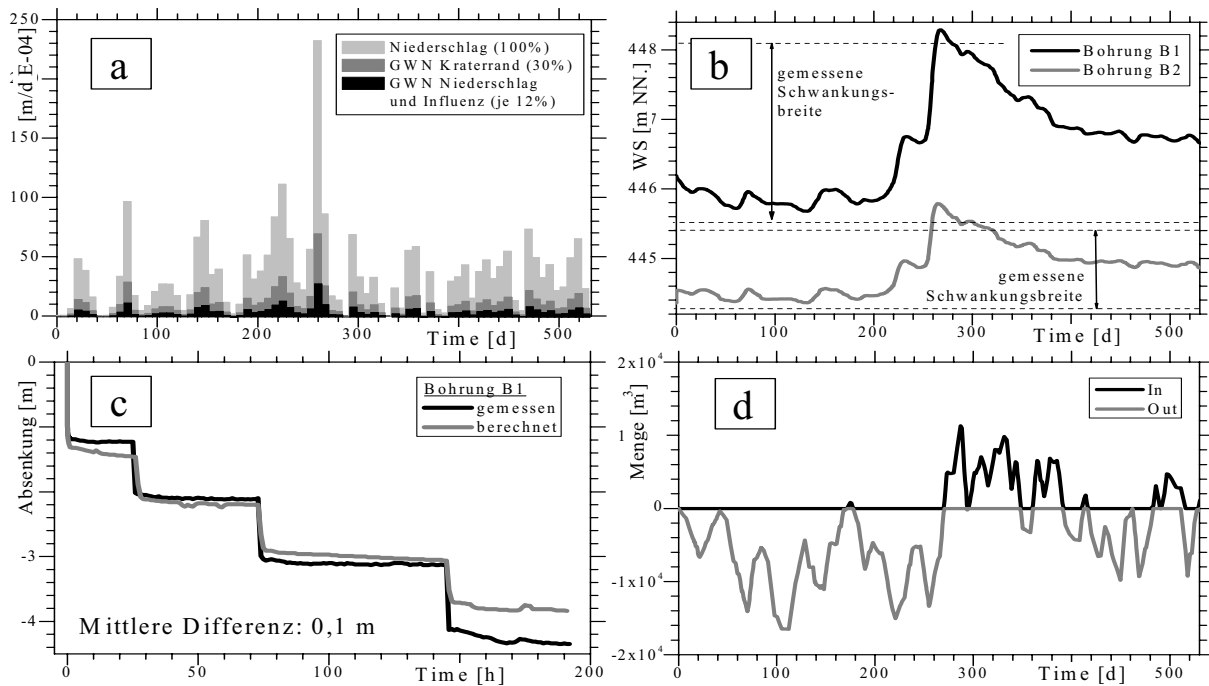 250
200
150
100
50
0
[m/d E-04]
a
Niederschlag (100%)
GWN Kraterrand (30%)
GWN Niederschlag
und Influenz (je 12%)
0 100 200 300 400 500
Time [d]
448
446
445
WS [m NN.]
b
Bohrung B1
Bohrung B2
gemessene
Schwankungs-
breite
gemessene
Schwankungsbreite
0 100 200 300 400 500
Time [d]
0
-3
-4
Absenkung [m]
c
Bohrung B1
gemessen
berechnet
Mittlere Differenz: 0,1 m
0 50 100 200
Time [h]
2x10⁴
0
-1x10⁴
-2x10⁴
Menge [m³]
d
In
Out
0 100 200 300 400 500
Time [d]